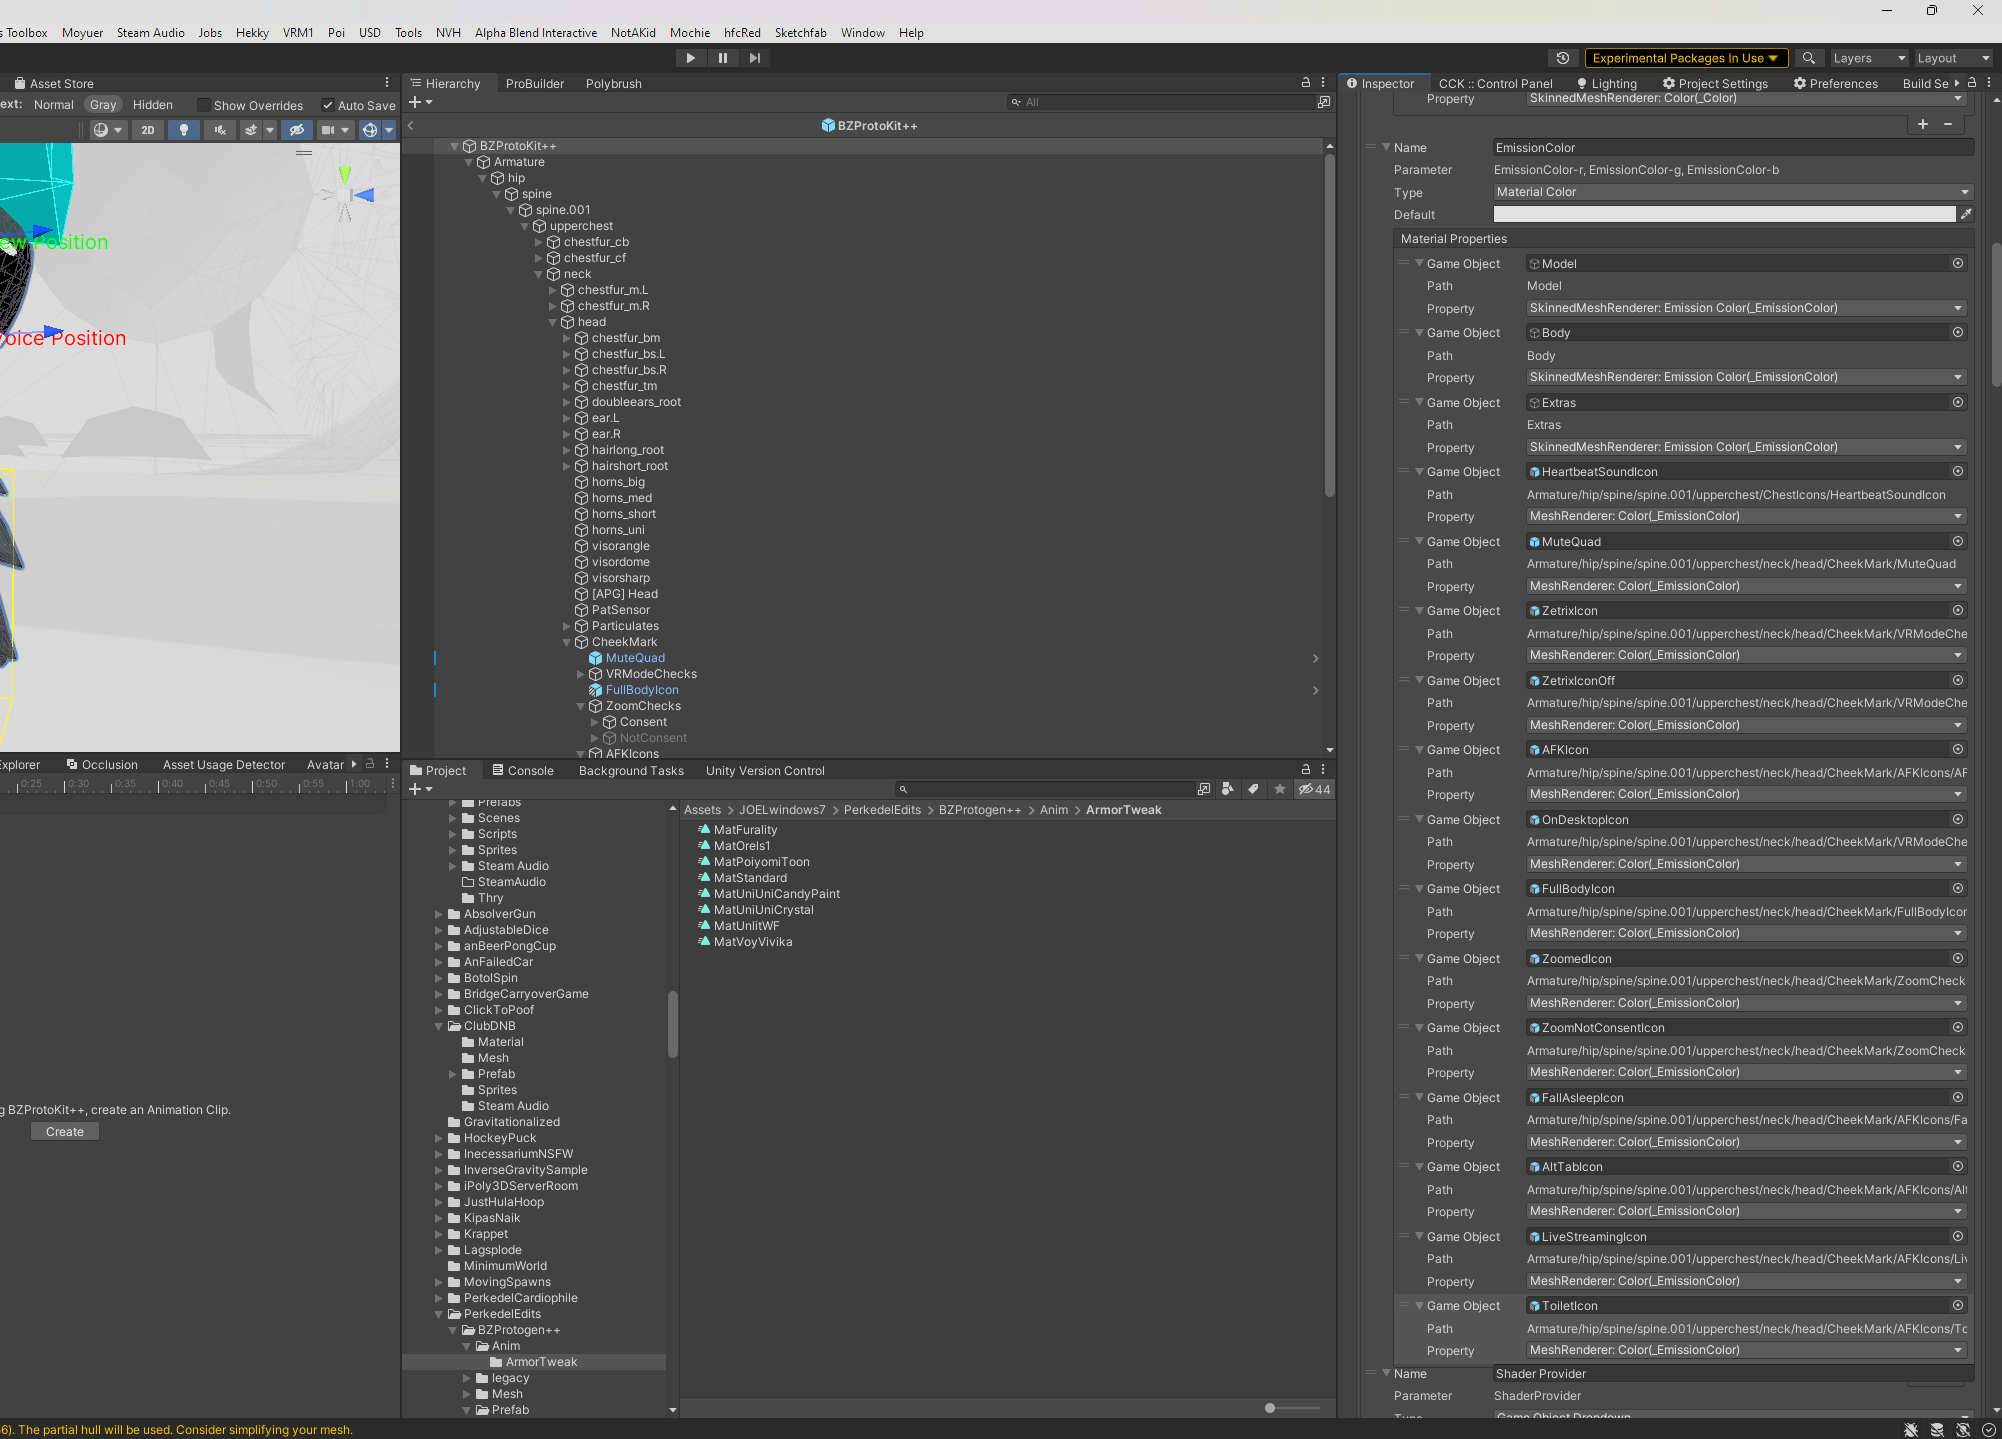 s Toolbox Moyuer Steam Audio Jobs Hekky VRM1 Poi USD Tools NVH Alpha Blend Interactive NotAKid Mochie hfcRed Sketchfab Window Help
Experimental Packages In Use Layers Layout
Asset Store
ext: Normal Gray Hidden Show Overrides Auto Save
2D
ew Position
oice Position
Hierarchy ProBuilder Polybrush
All
BZProtoKit++
BZProtoKit++
Armature
hip
spine
spine.001
upperchest
chestfur_cb
chestfur_cf
neck
chestfur_m.L
chestfur_m.R
head
chestfur_bm
chestfur_bs.L
chestfur_bs.R
chestfur_tm
doubleears_root
ear.L
ear.R
hairlong_root
hairshort_root
horns_big
horns_med
horns_short
horns_uni
visorangle
visordome
visorsharp
[APG] Head
PatSensor
Particulates
CheekMark
MuteQuad
VRModeChecks
FullBodyIcon
ZoomChecks
Consent
NotConsent
AFKIcons
xplorer Occlusion Asset Usage Detector Avatar
0:25 0:30 0:35 0:40 0:45 0:50 0:55 1:00
g BZProtoKit++, create an Animation Clip.
Create
Project Console Background Tasks Unity Version Control
44
Prefabs
Scenes
Scripts
Sprites
Steam Audio
SteamAudio
Thry
AbsolverGun
AdjustableDice
anBeerPongCup
AnFailedCar
BotolSpin
BridgeCarryoverGame
ClickToPoof
ClubDNB
Material
Mesh
Prefab
Sprites
Steam Audio
Gravitationalized
HockeyPuck
InecessariumNSFW
InverseGravitySample
iPoly3DServerRoom
JustHulaHoop
KipasNaik
Krappet
Lagsplode
MinimumWorld
MovingSpawns
PerkedelCardiophile
PerkedelEdits
BZProtogen++
Anim
ArmorTweak
legacy
Mesh
Prefab
Assets > JOELwindows7 > PerkedelEdits > BZProtogen++ > Anim > ArmorTweak
MatFurality
MatOrels1
MatPoiyomiToon
MatStandard
MatUniUniCandyPaint
MatUniUniCrystal
MatUnlitWF
MatVoyVivika
Inspector CCK :: Control Panel Lighting Project Settings Preferences Build Se
Property SkinnedMeshRenderer: Color(_Color)
+ −
Name EmissionColor
Parameter EmissionColor-r, EmissionColor-g, EmissionColor-b
Type Material Color
Default
Material Properties
Game Object Model
Path Model
Property SkinnedMeshRenderer: Emission Color(_EmissionColor)
Game Object Body
Path Body
Property SkinnedMeshRenderer: Emission Color(_EmissionColor)
Game Object Extras
Path Extras
Property SkinnedMeshRenderer: Emission Color(_EmissionColor)
Game Object HeartbeatSoundIcon
Path Armature/hip/spine/spine.001/upperchest/ChestIcons/HeartbeatSoundIcon
Property MeshRenderer: Color(_EmissionColor)
Game Object MuteQuad
Path Armature/hip/spine/spine.001/upperchest/neck/head/CheekMark/MuteQuad
Property MeshRenderer: Color(_EmissionColor)
Game Object ZetrixIcon
Path Armature/hip/spine/spine.001/upperchest/neck/head/CheekMark/VRModeChe
Property MeshRenderer: Color(_EmissionColor)
Game Object ZetrixIconOff
Path Armature/hip/spine/spine.001/upperchest/neck/head/CheekMark/VRModeChe
Property MeshRenderer: Color(_EmissionColor)
Game Object AFKIcon
Path Armature/hip/spine/spine.001/upperchest/neck/head/CheekMark/AFKIcons/AF
Property MeshRenderer: Color(_EmissionColor)
Game Object OnDesktopIcon
Path Armature/hip/spine/spine.001/upperchest/neck/head/CheekMark/VRModeChe
Property MeshRenderer: Color(_EmissionColor)
Game Object FullBodyIcon
Path Armature/hip/spine/spine.001/upperchest/neck/head/CheekMark/FullBodyIcon
Property MeshRenderer: Color(_EmissionColor)
Game Object ZoomedIcon
Path Armature/hip/spine/spine.001/upperchest/neck/head/CheekMark/ZoomCheck
Property MeshRenderer: Color(_EmissionColor)
Game Object ZoomNotConsentIcon
Path Armature/hip/spine/spine.001/upperchest/neck/head/CheekMark/ZoomCheck
Property MeshRenderer: Color(_EmissionColor)
Game Object FallAsleepIcon
Path Armature/hip/spine/spine.001/upperchest/neck/head/CheekMark/AFKIcons/Fa
Property MeshRenderer: Color(_EmissionColor)
Game Object AltTabIcon
Path Armature/hip/spine/spine.001/upperchest/neck/head/CheekMark/AFKIcons/Alt
Property MeshRenderer: Color(_EmissionColor)
Game Object LiveStreamingIcon
Path Armature/hip/spine/spine.001/upperchest/neck/head/CheekMark/AFKIcons/Liv
Property MeshRenderer: Color(_EmissionColor)
Game Object ToiletIcon
Path Armature/hip/spine/spine.001/upperchest/neck/head/CheekMark/AFKIcons/To
Property MeshRenderer: Color(_EmissionColor)
Name Shader Provider
Parameter ShaderProvider
Type Game Object Dropdown
6). The partial hull will be used. Consider simplifying your mesh.